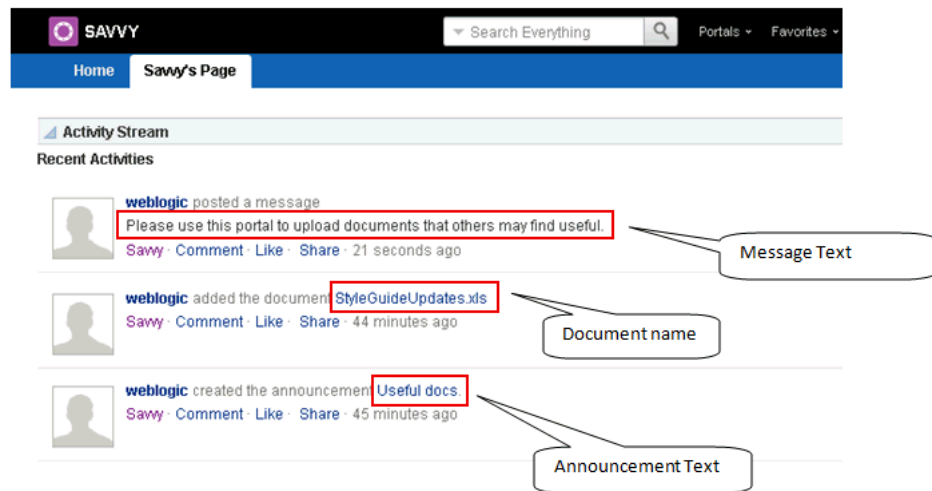 SAVVY
Search Everything
Portals
Favorites
Home
Savvy's Page
Activity Stream
Recent Activities
weblogic posted a message
Please use this portal to upload documents that others may find useful.
Savvy · Comment · Like · Share · 21 seconds ago
Message Text
weblogic added the document StyleGuideUpdates.xls
Savvy · Comment · Like · Share · 44 minutes ago
Document name
weblogic created the announcement Useful docs.
Savvy · Comment · Like · Share · 45 minutes ago
Announcement Text